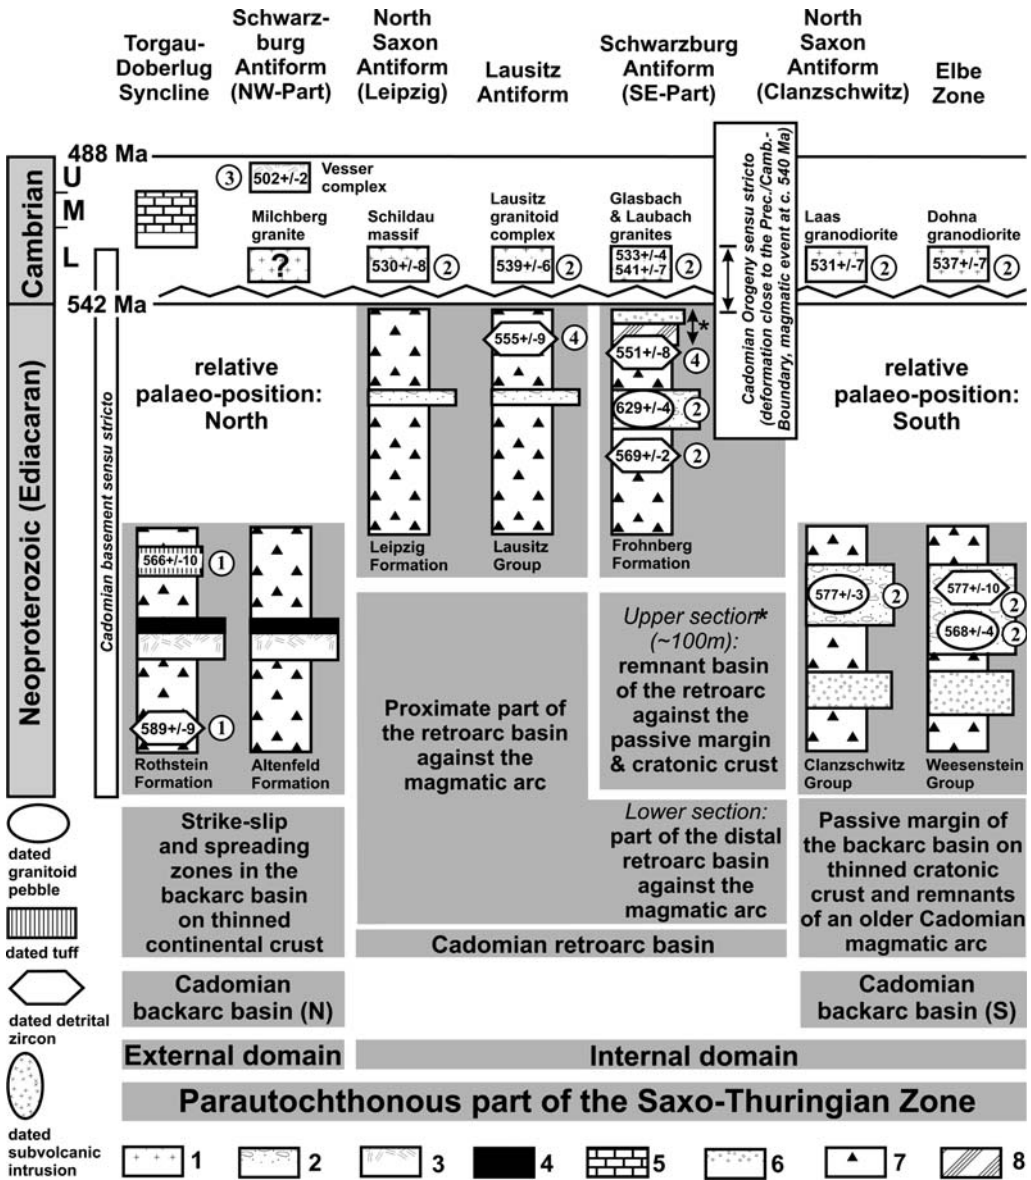 Torgau-
Doberlug
Syncline
Schwarz-
burg
Antiform
(NW-Part)
North
Saxon
Antiform
(Leipzig)
Lausitz
Antiform
Schwarzburg
Antiform
(SE-Part)
North
Saxon
Antiform
(Clanzschwitz)
Elbe
Zone
488 Ma
Cambrian
U
M
L
3
502+/-2
Vesser
complex
Milchberg
granite
?
Schildau
massif
530+/-8
2
Lausitz
granitoid
complex
539+/-6
2
Glasbach
& Laubach
granites
533+/-4
541+/-7
2
Laas
granodiorite
531+/-7
2
Dohna
granodiorite
537+/-7
2
Cadomian Orogeny sensu stricto
(deformation close to the Prec./Camb.-
Boundary, magmatic event at c. 540 Ma)
542 Ma
Neoproterozoic (Ediacaran)
Cadomian basement sensu stricto
relative
palaeo-position:
North
555+/-9
4
*
551+/-8
4
629+/-4
2
569+/-2
2
relative
palaeo-position:
South
Leipzig
Formation
Lausitz
Group
Frohnberg
Formation
566+/-10
1
589+/-9
1
Rothstein
Formation
Altenfeld
Formation
577+/-3
2
577+/-10
2
568+/-4
2
Clanzschwitz
Group
Weesenstein
Group
Upper section*
(~100m):
remnant basin
of the retroarc
against the
passive margin
& cratonic crust
Proximate part of
the retroarc basin
against the
magmatic arc
Lower section:
part of the distal
retroarc basin
against the
magmatic arc
Strike-slip
and spreading
zones in the
backarc basin
on thinned
continental crust
Passive margin of
the backarc basin on
thinned cratonic
crust and remnants
of an older Cadomian
magmatic arc
Cadomian retroarc basin
Cadomian
backarc basin (N)
Cadomian
backarc basin (S)
External domain
Internal domain
Parautochthonous part of the Saxo-Thuringian Zone
dated
granitoid
pebble
dated tuff
dated detrital
zircon
dated
subvolcanic
intrusion
1
2
3
4
5
6
7
8